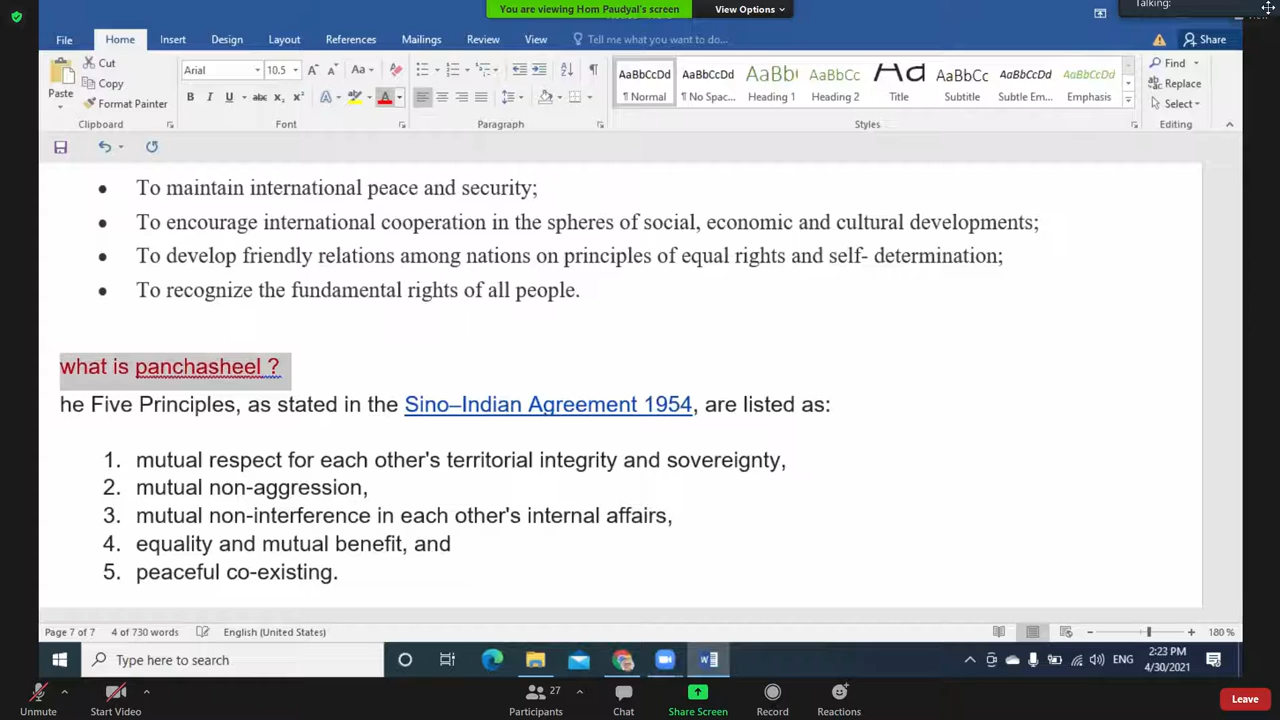 You are viewing Hom Paudyal's screen View Options
Talking:
File Home Insert Design Layout References Mailings Review View Tell me what you want to do... Share
Paste Cut Copy Format Painter
Clipboard
Arial 10.5 Aa
B I U abc X₂ X² A A
Font
Paragraph
AaBbCcDd AaBbCcDd AaBbC AaBbCc Aa AaBbCc AaBbCcDd AaBbCcDd
¶ Normal ¶ No Spac... Heading 1 Heading 2 Title Subtitle Subtle Em... Emphasis
Styles
Find
Replace
Select
Editing
• To maintain international peace and security;
• To encourage international cooperation in the spheres of social, economic and cultural developments;
• To develop friendly relations among nations on principles of equal rights and self- determination;
• To recognize the fundamental rights of all people.
what is panchasheel ?
he Five Principles, as stated in the Sino–Indian Agreement 1954, are listed as:
1. mutual respect for each other's territorial integrity and sovereignty,
2. mutual non-aggression,
3. mutual non-interference in each other's internal affairs,
4. equality and mutual benefit, and
5. peaceful co-existing.
Page 7 of 7 4 of 730 words English (United States) 180 %
Type here to search ENG 2:23 PM
4/30/2021
Unmute Start Video Participants 27 Chat Share Screen Record Reactions Leave